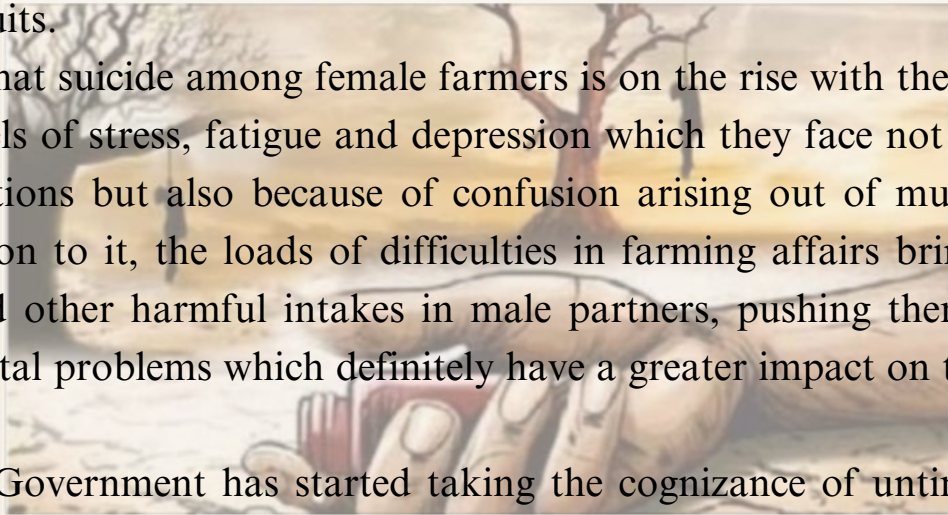 uits.
hat suicide among female farmers is on the rise with the
ls of stress, fatigue and depression which they face not
tions but also because of confusion arising out of mu
on to it, the loads of difficulties in farming affairs brin
d other harmful intakes in male partners, pushing ther
tal problems which definitely have a greater impact on t
Government has started taking the cognizance of untin